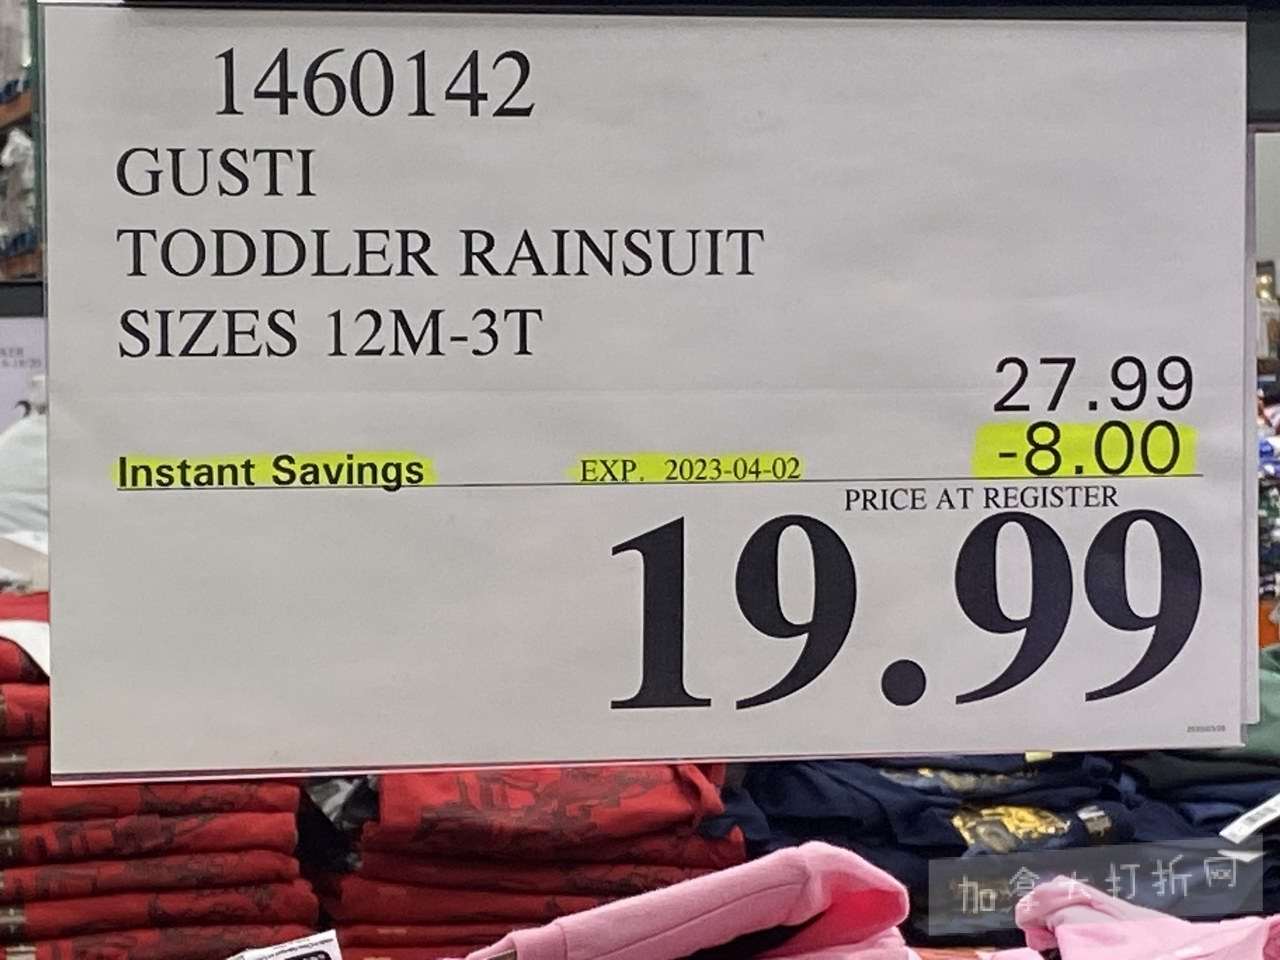 1460142
GUSTI
TODDLER RAINSUIT
SIZES 12M-3T
27.99
Instant Savings EXP. 2023-04-02 -8.00
PRICE AT REGISTER
19.99
加拿大打折网